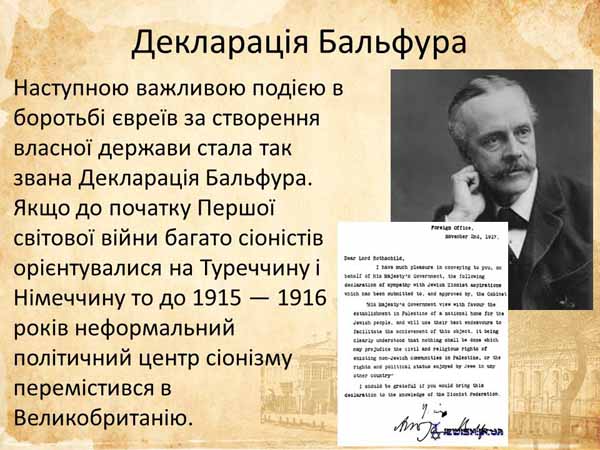 Декларація Бальфура
Наступною важливою подією в
боротьбі євреїв за створення
власної держави стала так
звана Декларація Бальфура.
Якщо до початку Першої
світової війни багато сіоністів
орієнтувалися на Туреччину і
Німеччину то до 1915 — 1916
років неформальний
політичний центр сіонізму
перемістився в
Великобританію.
Foreign Office,
November 2nd, 1917.
Dear Lord Rothschild,
I have much pleasure in conveying to you, on
behalf of His Majesty's Government, the following
declaration of sympathy with Jewish Zionist aspirations
which has been submitted to, and approved by, the Cabinet
"His Majesty's Government view with favour the
establishment in Palestine of a national home for the
Jewish people, and will use their best endeavours to
facilitate the achievement of this object, it being
clearly understood that nothing shall be done which
may prejudice the civil and religious rights of
existing non-Jewish communities in Palestine, or the
rights and political status enjoyed by Jews in any
other country"
I should be grateful if you would bring this
declaration to the knowledge of the Zionist Federation.